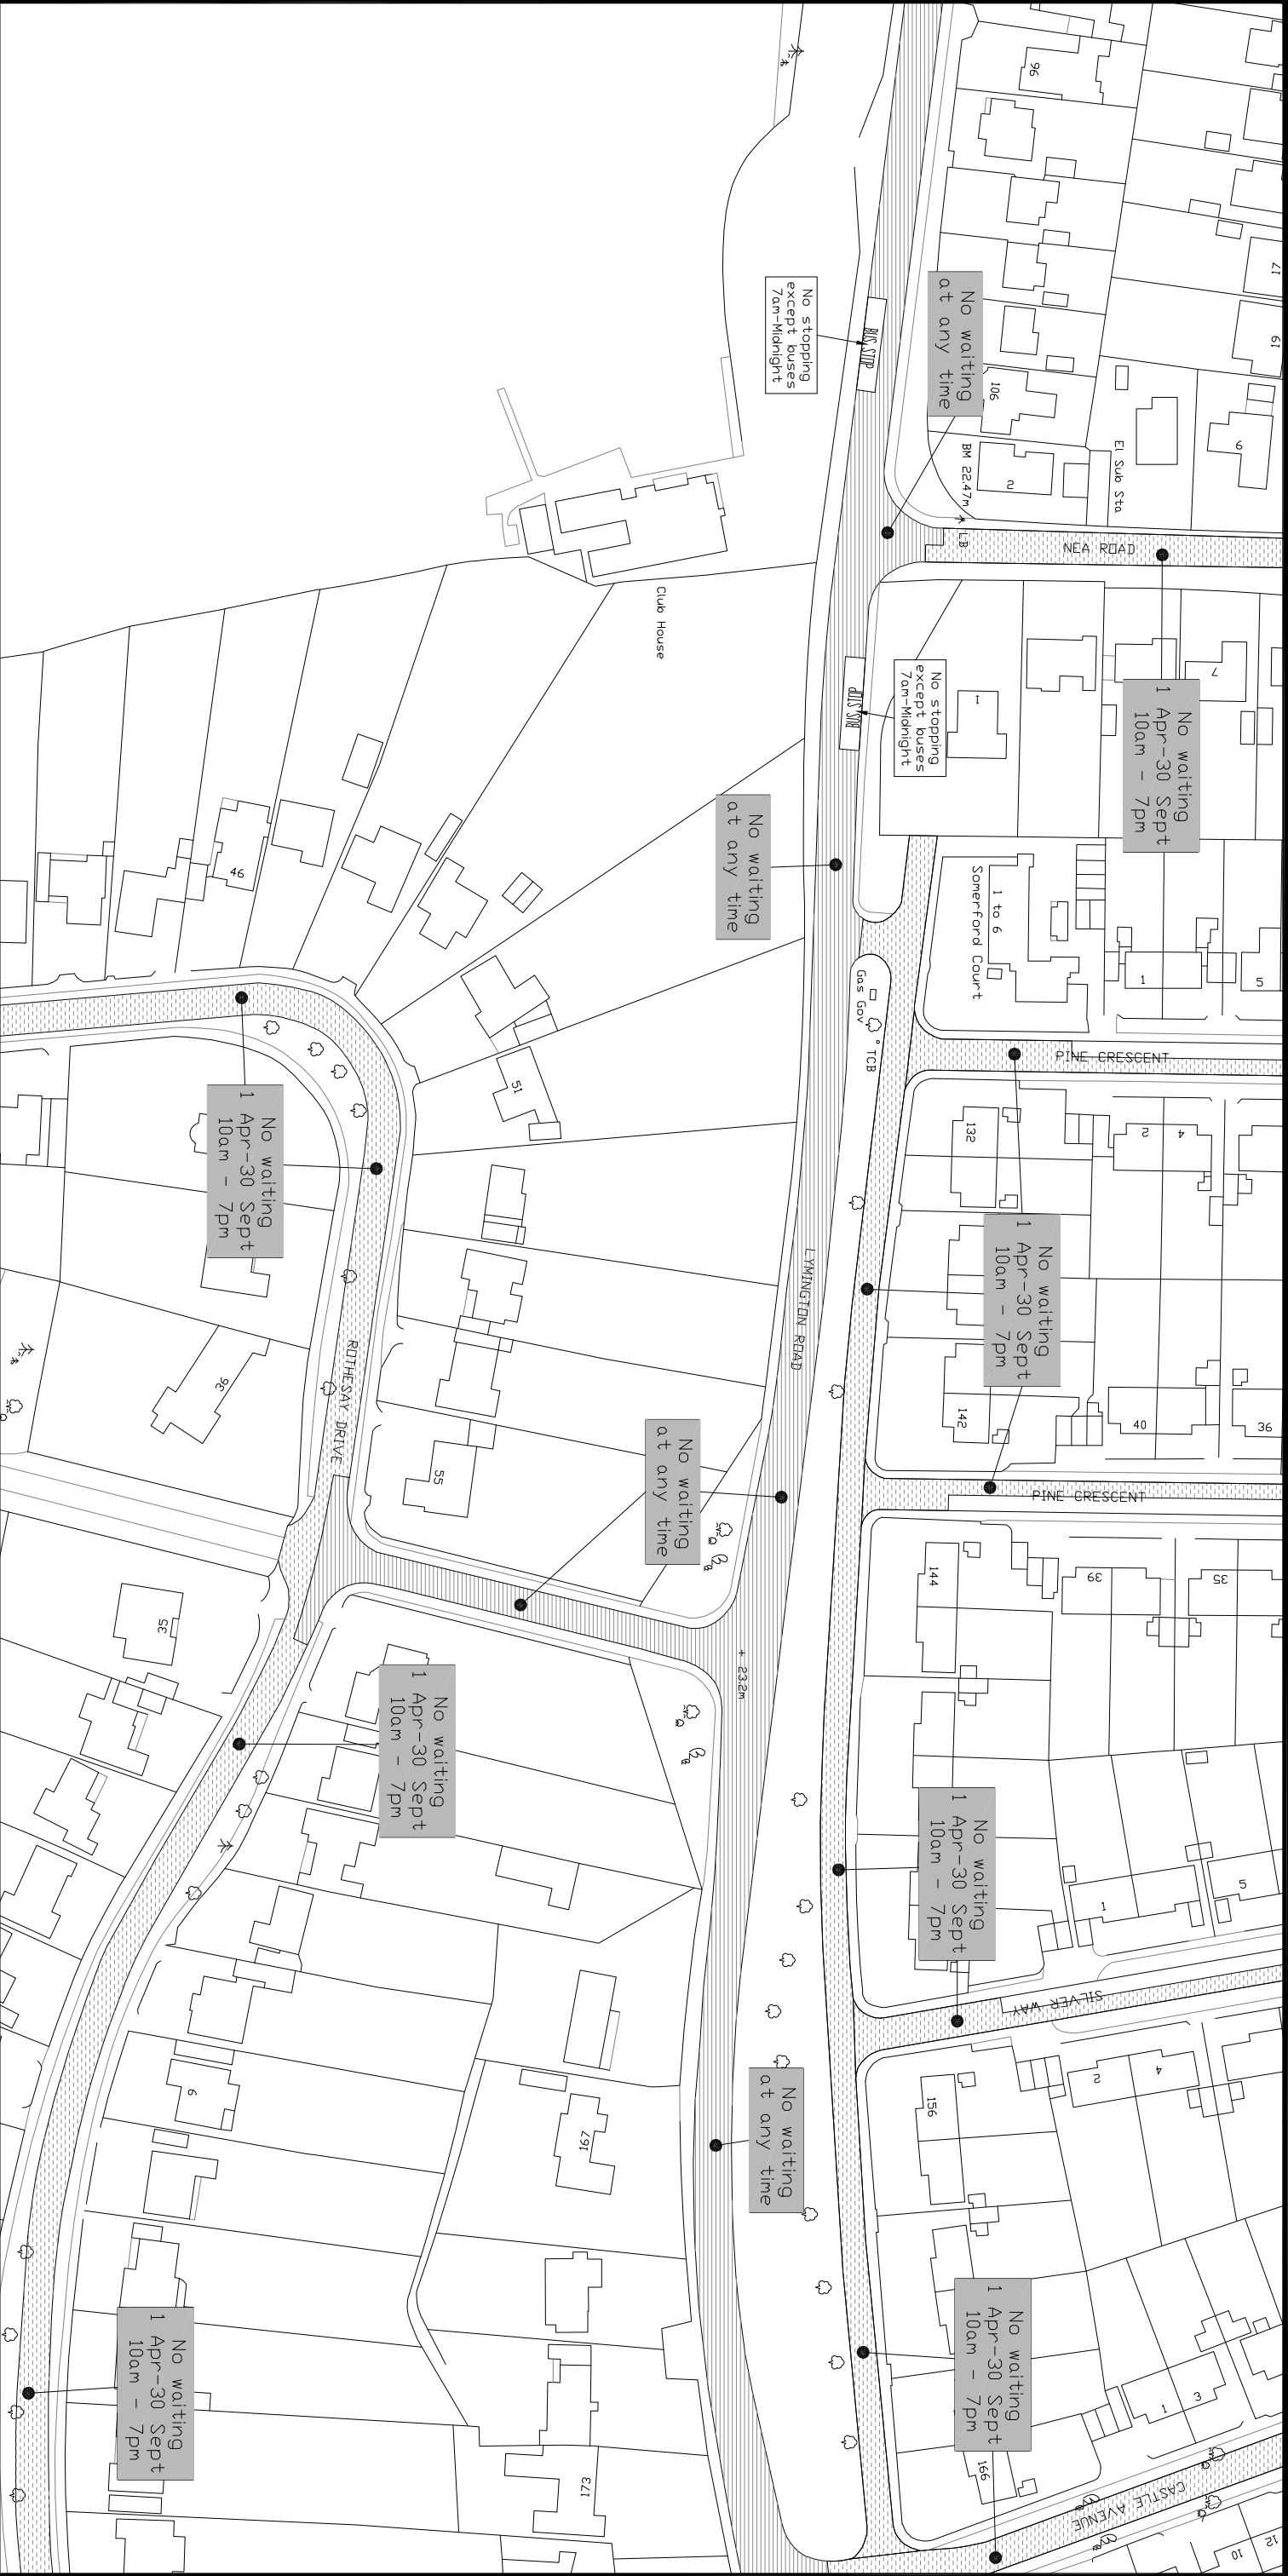 96
17
19
106
6
2
BM 22.47m
El Sub Sta
LB
NEA ROAD
No waiting
at any time
No stopping
except buses
7am-Midnight
BUS STOP
Club House
No stopping
except buses
7am-Midnight
BUS STOP
1
7
No waiting
1 Apr-30 Sept
10am - 7pm
No waiting
at any time
46
1 to 6
Somerford Court
1
5
Gas Gov
TCB
PINE CRESCENT
51
No waiting
1 Apr-30 Sept
10am - 7pm
132
2
4
No waiting
1 Apr-30 Sept
10am - 7pm
LYMINGTON ROAD
36
ROTHESAY DRIVE
142
40
36
55
No waiting
at any time
PINE CRESCENT
144
39
35
35
+ 23.2m
No waiting
1 Apr-30 Sept
10am - 7pm
No waiting
1 Apr-30 Sept
10am - 7pm
1
5
SILVER WAY
2
4
156
9
167
No waiting
at any time
No waiting
1 Apr-30 Sept
10am - 7pm
No waiting
1 Apr-30 Sept
10am - 7pm
1
3
166
173
CASTLE AVENUE
10
12